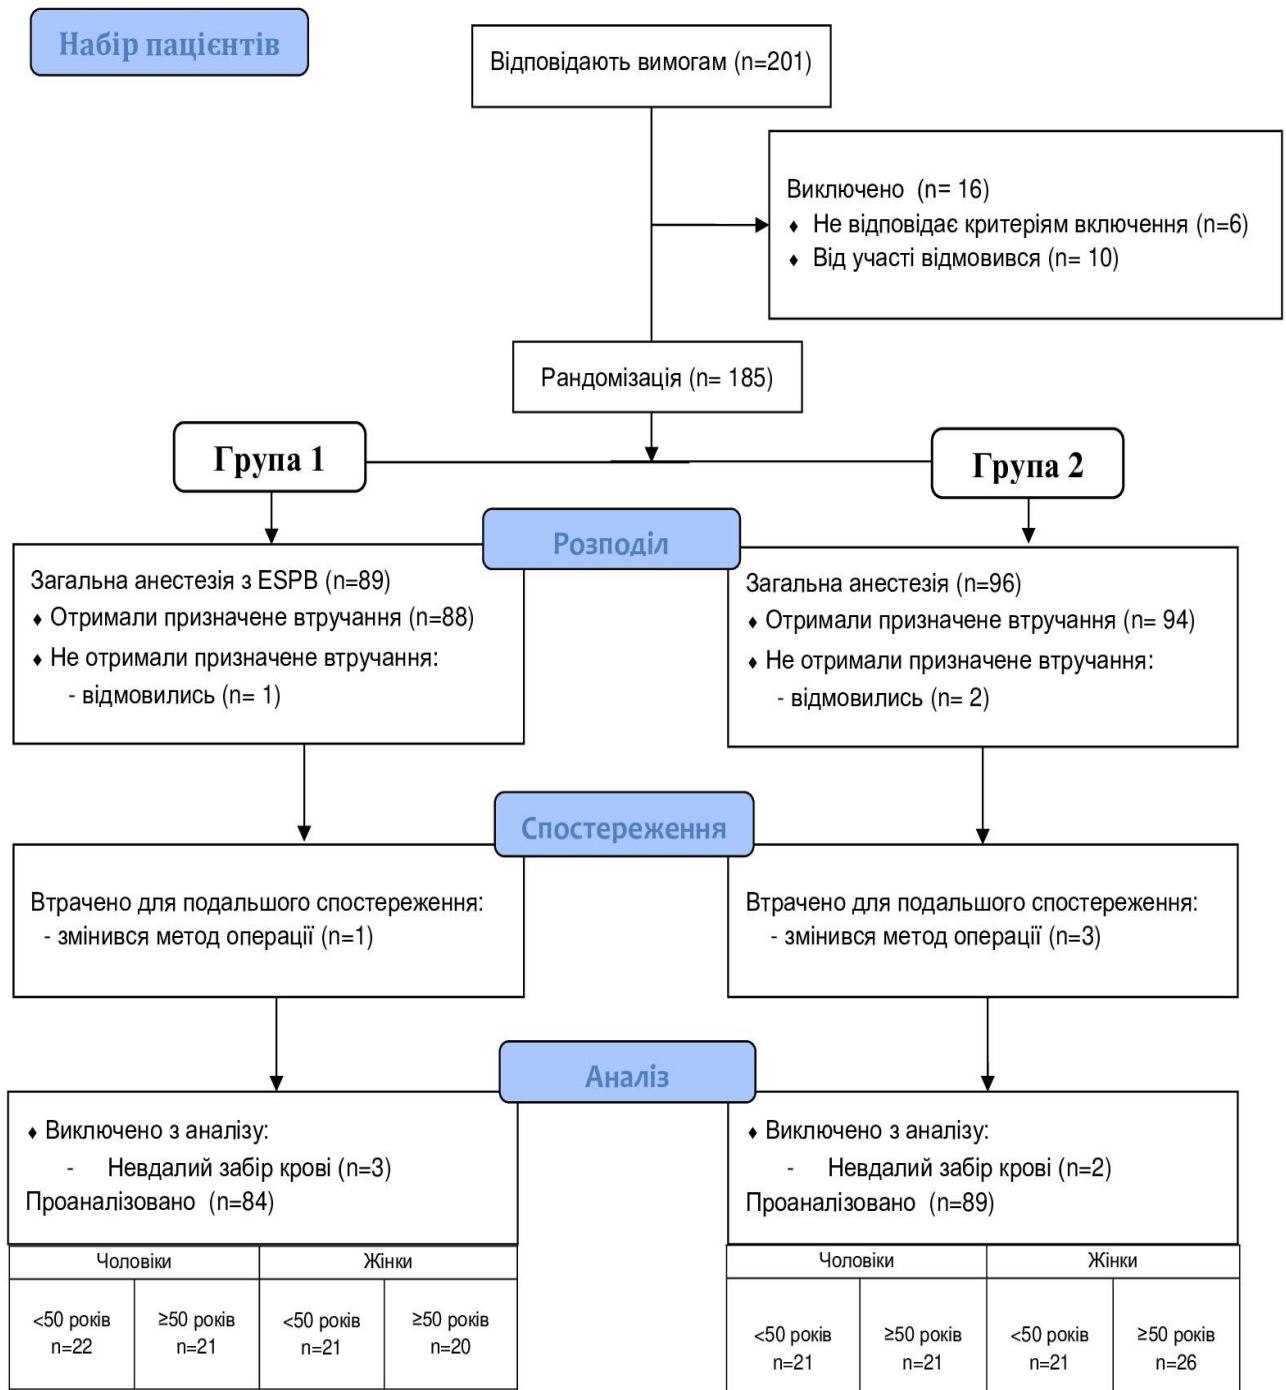 Набір пацієнтів
Відповідають вимогам (n=201)
Виключено (n= 16)
♦ Не відповідає критеріям включення (n=6)
♦ Від участі відмовився (n= 10)
Рандомізація (n= 185)
Група 1
Група 2
Розподіл
Загальна анестезія з ESPB (n=89)
♦ Отримали призначене втручання (n=88)
♦ Не отримали призначене втручання:
- відмовились (n= 1)
Загальна анестезія (n=96)
♦ Отримали призначене втручання (n= 94)
♦ Не отримали призначене втручання:
- відмовились (n= 2)
Спостереження
Втрачено для подальшого спостереження:
- змінився метод операції (n=1)
Втрачено для подальшого спостереження:
- змінився метод операції (n=3)
Аналіз
♦ Виключено з аналізу:
- Невдалий забір крові (n=3)
Проаналізовано (n=84)
Чоловіки Жінки
<50 років ≥50 років <50 років ≥50 років
n=22 n=21 n=21 n=20
♦ Виключено з аналізу:
- Невдалий забір крові (n=2)
Проаналізовано (n=89)
Чоловіки Жінки
<50 років ≥50 років <50 років ≥50 років
n=21 n=21 n=21 n=26